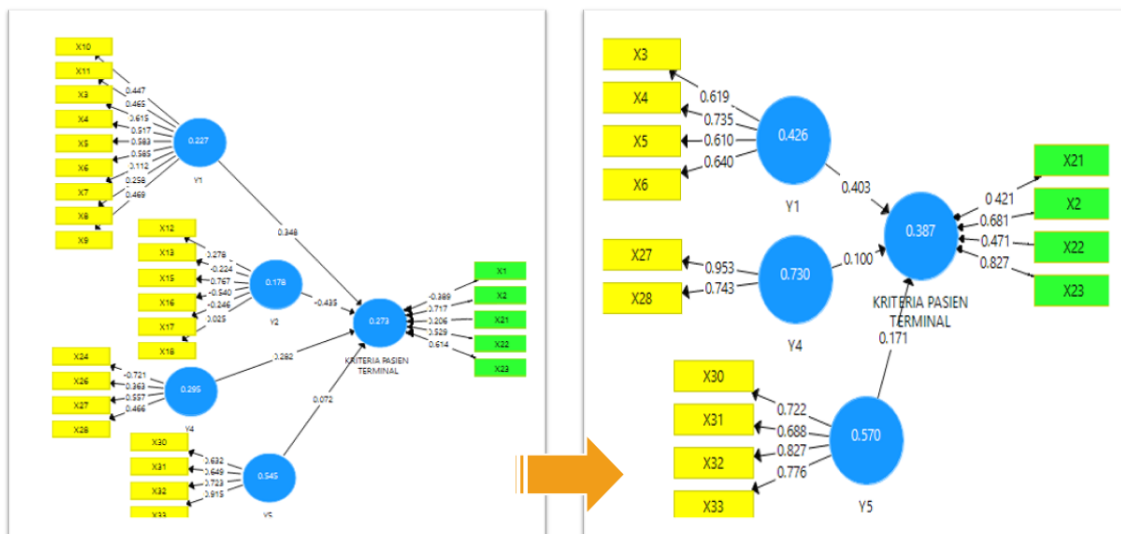 X10
X11
X3
X4
X5
X6
X7
X8
X9
0.447
0.465
0.615
0.517
0.583
0.585
0.112
0.258
0.469
0.227
Y1
0.348
X12
X13
X15
X16
X17
X18
0.278
-0.224
0.767
-0.540
-0.246
0.025
0.178
Y2
-0.435
X24
X26
X27
X28
-0.721
0.363
0.557
0.466
0.295
Y4
0.282
X30
X31
X32
X33
0.632
0.649
0.723
0.915
0.545
Y5
0.072
0.273
KRITERIA PASIEN
TERMINAL
-0.389
0.717
0.206
0.529
0.614
X1
X2
X21
X22
X23
X3
X4
X5
X6
0.619
0.735
0.610
0.640
0.426
Y1
0.403
X27
X28
0.953
0.743
0.730
Y4
0.100
X30
X31
X32
X33
0.722
0.688
0.827
0.776
0.570
Y5
0.171
0.387
KRITERIA PASIEN
TERMINAL
0.421
0.681
0.471
0.827
X21
X2
X22
X23